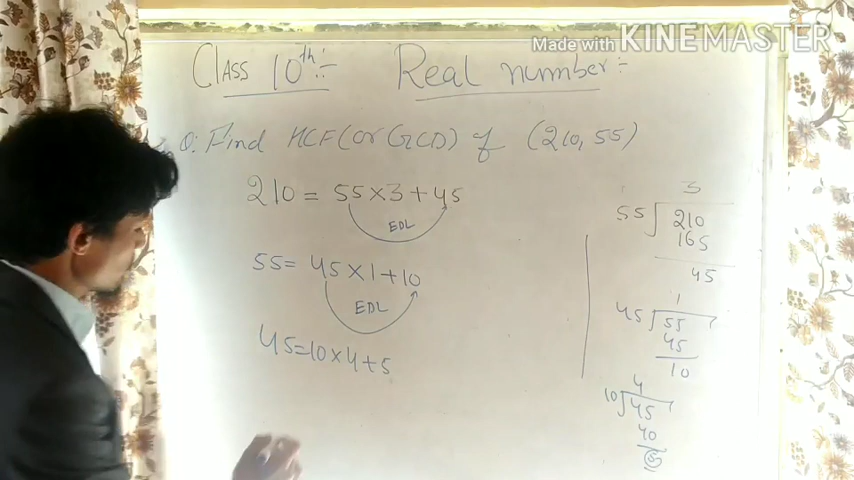 Made with KINEMASTER
Class 10th:- Real number:-
Q: Find HCF(or GCD) of (210, 55)
210 = 55×3+45
EDL
55= 45×1+10
EDL
45=10×4+5
3
55 210
165
45
1
45 55
45
10
4
10 45
40
5